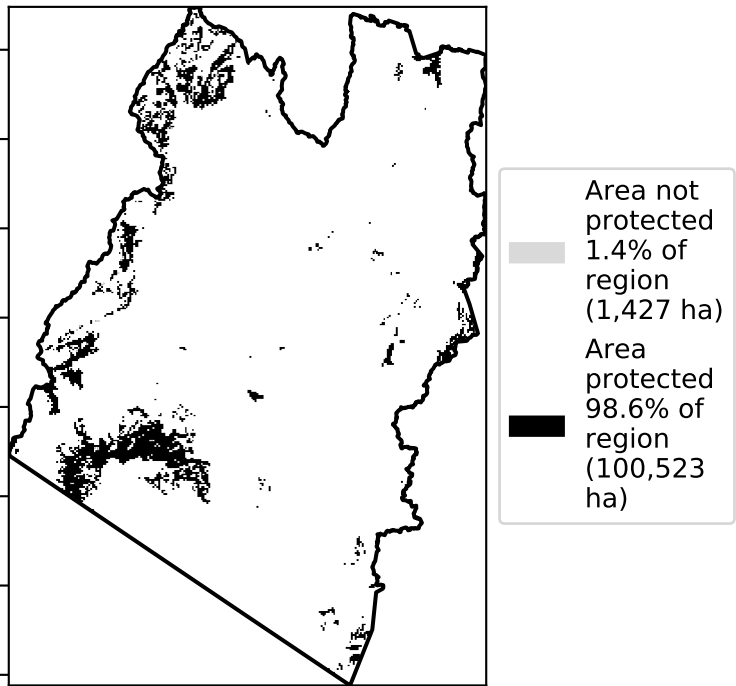 Area not
protected
1.4% of
region
(1,427 ha)
Area
protected
98.6% of
region
(100,523
ha)